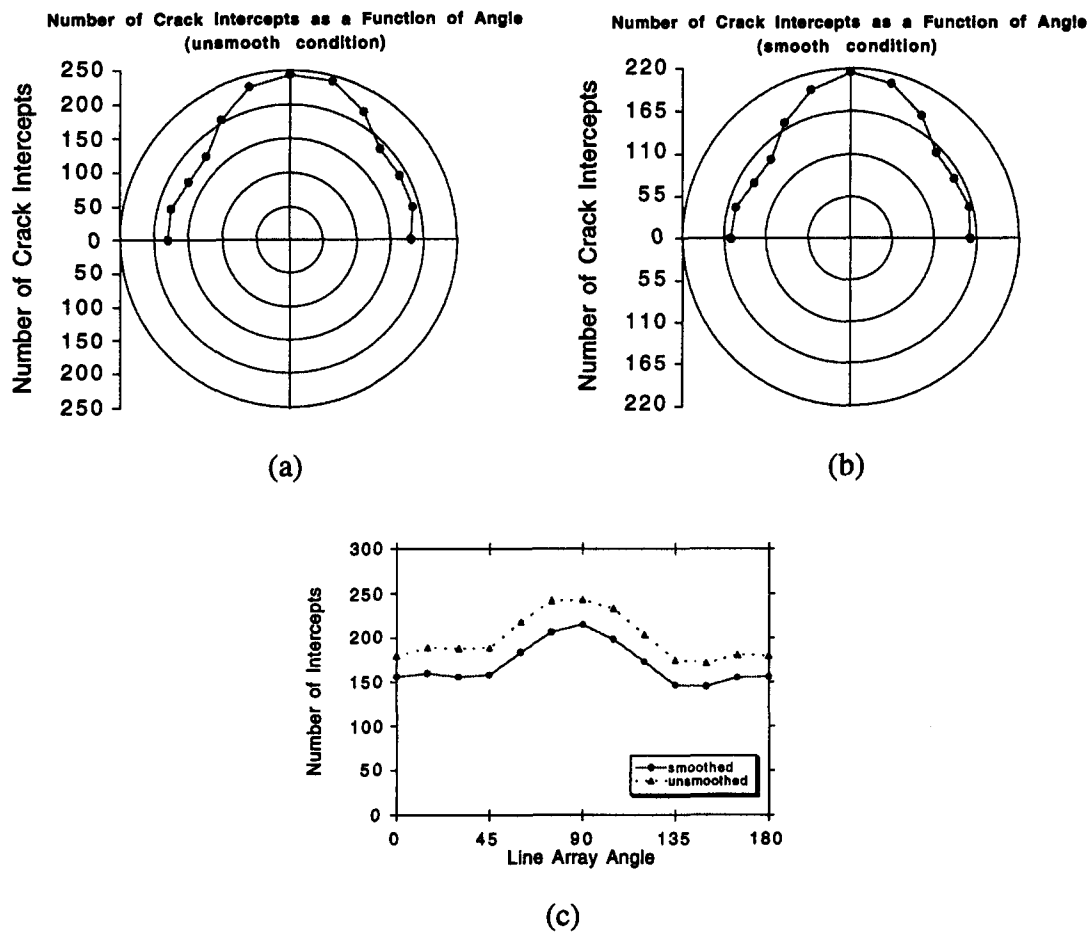 Number of Crack Intercepts as a Function of Angle
(unsmooth condition)
Number of Crack Intercepts
250
200
150
100
50
0
50
100
150
200
250
(a)
Number of Crack Intercepts as a Function of Angle
(smooth condition)
Number of Crack Intercepts
220
165
110
55
0
55
110
165
220
(b)
Number of Intercepts
300
250
200
150
100
50
0
smoothed
unsmoothed
0 45 90 135 180
Line Array Angle
(c)